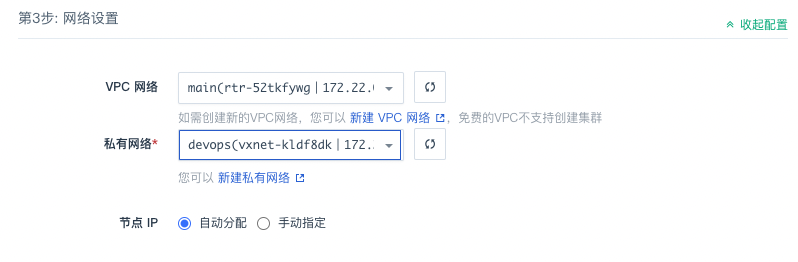 第3步: 网络设置
收起配置
VPC 网络 main(rtr-52tkfywg | 172.22.
如需创建新的VPC网络，您可以 新建 VPC 网络，免费的VPC不支持创建集群
私有网络* devops(vxnet-kldf8dk | 172.
您可以 新建私有网络
节点 IP 自动分配 手动指定